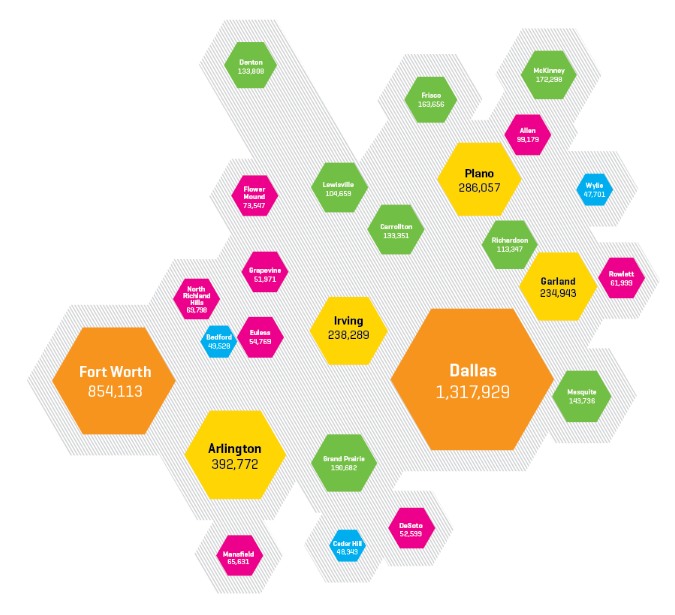 Denton
133,808
McKinney
172,298
Frisco
163,656
Allen
99,179
Plano
286,057
Lewisville
104,659
Flower
Mound
73,547
Wylie
47,701
Carrollton
133,351
Richardson
113,347
Grapevine
51,971
Garland
234,943
Rowlett
61,999
North
Richland
Hills
69,798
Irving
238,289
Bedford
49,528
Euless
54,769
Fort Worth
854,113
Dallas
1,317,929
Mesquite
143,736
Arlington
392,772
Grand Prairie
190,682
DeSoto
52,599
Cedar Hill
48,343
Mansfield
65,631